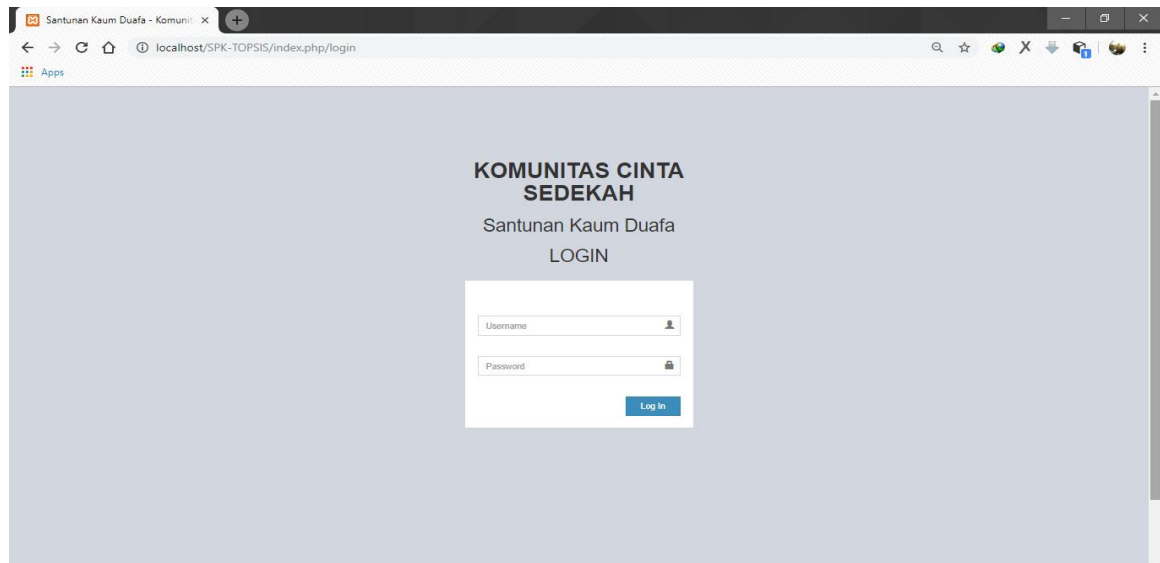 Santunan Kaum Duafa - Komunit
localhost/SPK-TOPSIS/index.php/login
Apps
1
KOMUNITAS CINTA
SEDEKAH
Santunan Kaum Duafa
LOGIN
Username
Password
Log In